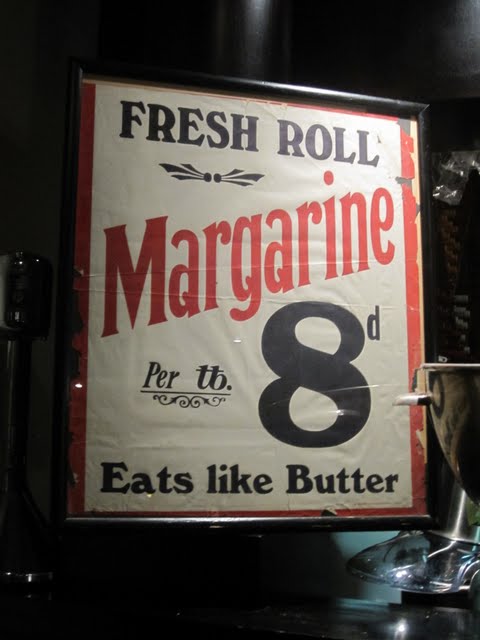 FRESH ROLL
Margarine
Per lb. 8d
Eats like Butter